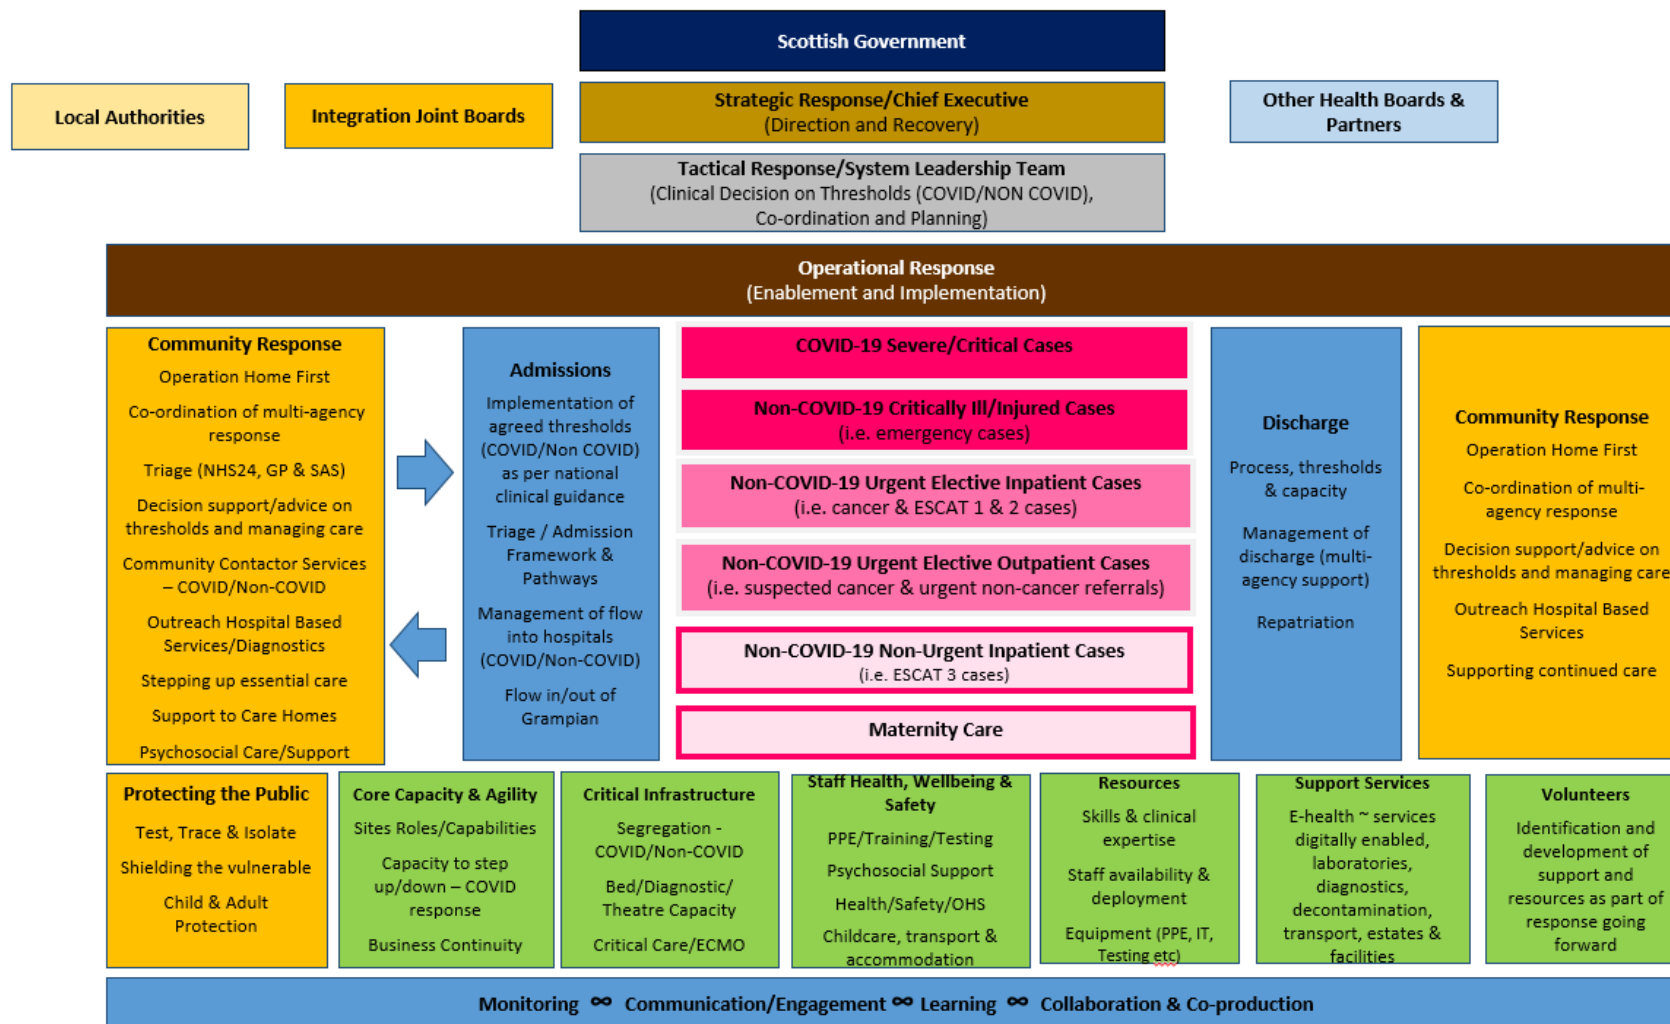 Scottish Government
Local Authorities
Integration Joint Boards
Strategic Response/Chief Executive
(Direction and Recovery)
Other Health Boards &
Partners
Tactical Response/System Leadership Team
(Clinical Decision on Thresholds (COVID/NON COVID),
Co-ordination and Planning)
Operational Response
(Enablement and Implementation)
Community Response
Operation Home First
Co-ordination of multi-agency
response
Triage (NHS24, GP & SAS)
Decision support/advice on
thresholds and managing care
Community Contactor Services
– COVID/Non-COVID
Outreach Hospital Based
Services/Diagnostics
Stepping up essential care
Support to Care Homes
Psychosocial Care/Support
Admissions
Implementation of
agreed thresholds
(COVID/Non COVID)
as per national
clinical guidance
Triage / Admission
Framework &
Pathways
Management of flow
into hospitals
(COVID/Non-COVID)
Flow in/out of
Grampian
COVID-19 Severe/Critical Cases
Non-COVID-19 Critically Ill/Injured Cases
(i.e. emergency cases)
Non-COVID-19 Urgent Elective Inpatient Cases
(i.e. cancer & ESCAT 1 & 2 cases)
Non-COVID-19 Urgent Elective Outpatient Cases
(i.e. suspected cancer & urgent non-cancer referrals)
Non-COVID-19 Non-Urgent Inpatient Cases
(i.e. ESCAT 3 cases)
Maternity Care
Discharge
Process, thresholds
& capacity
Management of
discharge (multi-
agency support)
Repatriation
Community Response
Operation Home First
Co-ordination of multi-
agency response
Decision support/advice on
thresholds and managing care
Outreach Hospital Based
Services
Supporting continued care
Protecting the Public
Test, Trace & Isolate
Shielding the vulnerable
Child & Adult
Protection
Core Capacity & Agility
Sites Roles/Capabilities
Capacity to step
up/down – COVID
response
Business Continuity
Critical Infrastructure
Segregation -
COVID/Non-COVID
Bed/Diagnostic/
Theatre Capacity
Critical Care/ECMO
Staff Health, Wellbeing &
Safety
PPE/Training/Testing
Psychosocial Support
Health/Safety/OHS
Childcare, transport &
accommodation
Resources
Skills & clinical
expertise
Staff availability &
deployment
Equipment (PPE, IT,
Testing etc)
Support Services
E-health ~ services
digitally enabled,
laboratories,
diagnostics,
decontamination,
transport, estates &
facilities
Volunteers
Identification and
development of
support and
resources as part of
response going
forward
Monitoring ∞ Communication/Engagement ∞ Learning ∞ Collaboration & Co-production